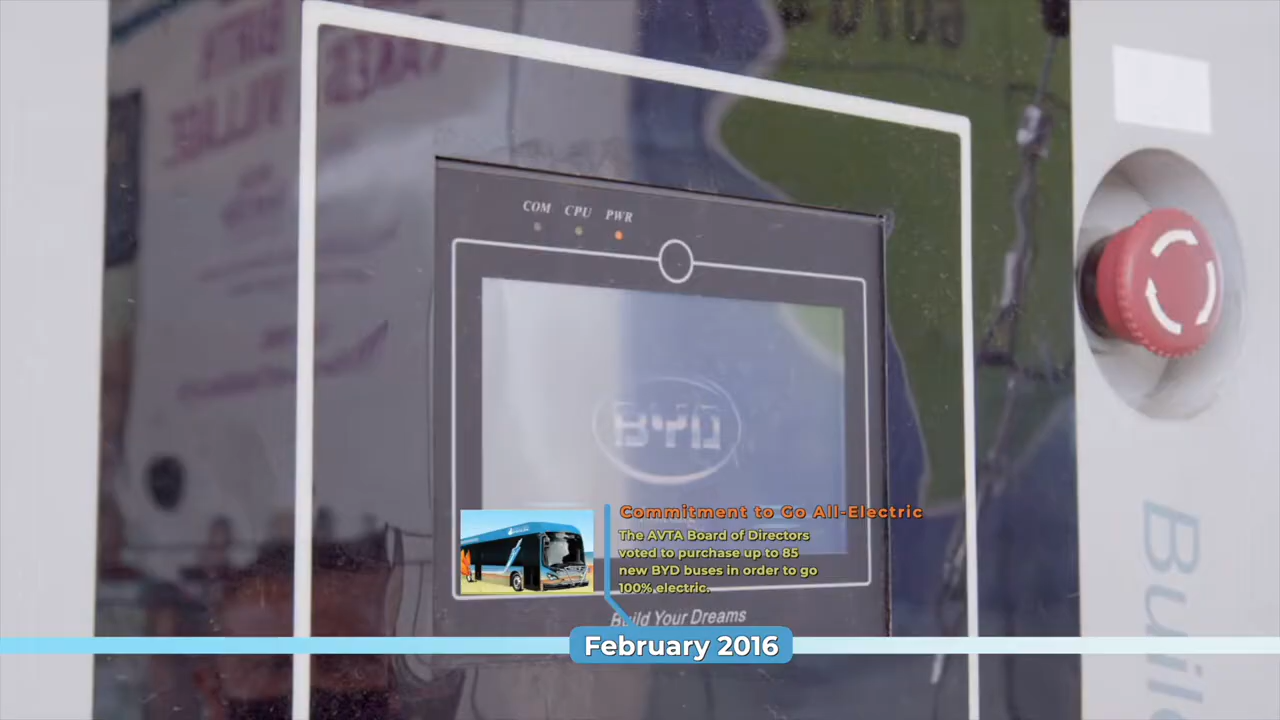 COM CPU PWR
BYD
Commitment to Go All-Electric
The AVTA Board of Directors
voted to purchase up to 85
new BYD buses in order to go
100% electric.
Build Your Dreams
February 2016
Buil